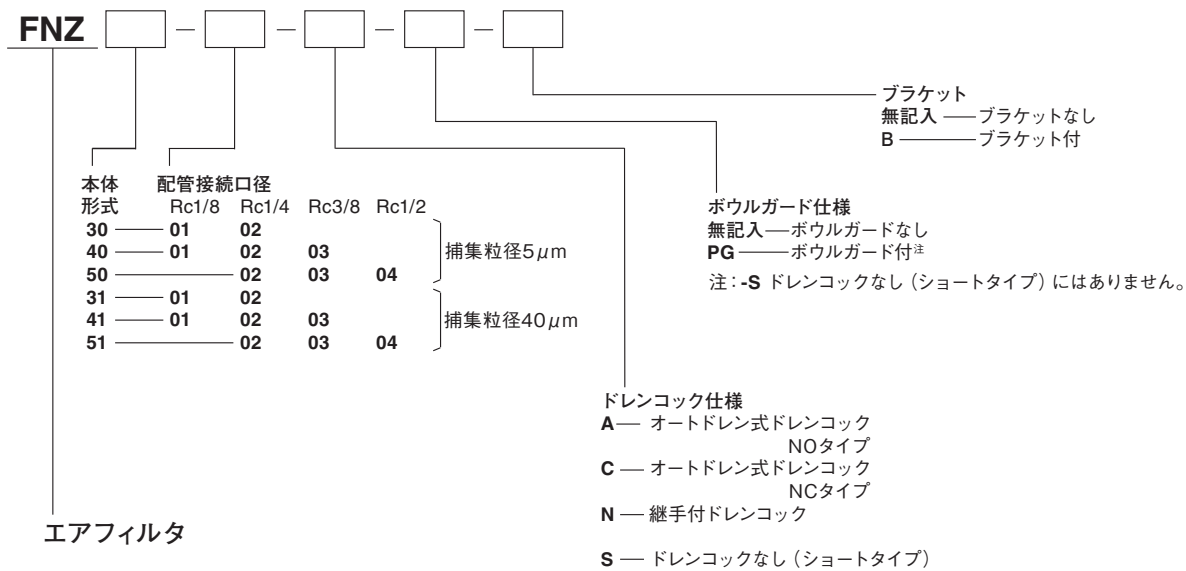 FNZ － － － －
ブラケット
無記入 ブラケットなし
B ブラケット付
本体
形式
配管接続口径
Rc1/8 Rc1/4 Rc3/8 Rc1/2
30 01 02
40 01 02 03
50 02 03 04
捕集粒径5μm
31 01 02
41 01 02 03
51 02 03 04
捕集粒径40μm
ボウルガード仕様
無記入 ボウルガードなし
PG ボウルガード付注
注：-S ドレンコックなし（ショートタイプ）にはありません。
ドレンコック仕様
A オートドレン式ドレンコック
NOタイプ
C オートドレン式ドレンコック
NCタイプ
N 継手付ドレンコック
S ドレンコックなし（ショートタイプ）
エアフィルタ